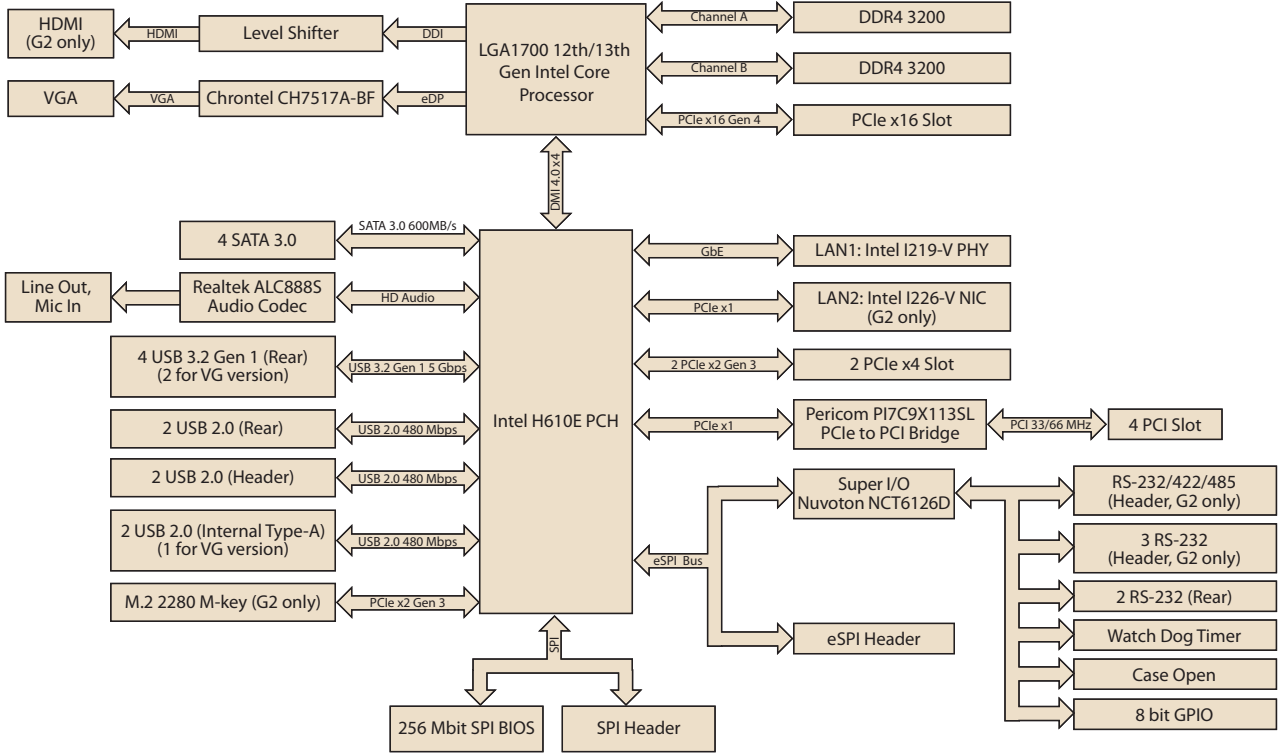 HDMI
(G2 only)
HDMI
Level Shifter
DDI
VGA
VGA
Chrontel CH7517A-BF
eDP
LGA1700 12th/13th
Gen Intel Core
Processor
Channel A
DDR4 3200
Channel B
DDR4 3200
PCIe x16 Gen 4
PCIe x16 Slot
DMI 4.0 x4
4 SATA 3.0
SATA 3.0 600MB/s
Line Out,
Mic In
Realtek ALC888S
Audio Codec
HD Audio
4 USB 3.2 Gen 1 (Rear)
(2 for VG version)
USB 3.2 Gen 1 5 Gbps
2 USB 2.0 (Rear)
USB 2.0 480 Mbps
2 USB 2.0 (Header)
USB 2.0 480 Mbps
2 USB 2.0 (Internal Type-A)
(1 for VG version)
USB 2.0 480 Mbps
M.2 2280 M-key (G2 only)
PCIe x2 Gen 3
Intel H610E PCH
GbE
LAN1: Intel I219-V PHY
PCIe x1
LAN2: Intel I226-V NIC
(G2 only)
2 PCIe x2 Gen 3
2 PCIe x4 Slot
PCIe x1
Pericom PI7C9X113SL
PCIe to PCI Bridge
PCI 33/66 MHz
4 PCI Slot
eSPI Bus
Super I/O
Nuvoton NCT6126D
eSPI Header
RS-232/422/485
(Header, G2 only)
3 RS-232
(Header, G2 only)
2 RS-232 (Rear)
Watch Dog Timer
Case Open
8 bit GPIO
SPI
256 Mbit SPI BIOS
SPI Header